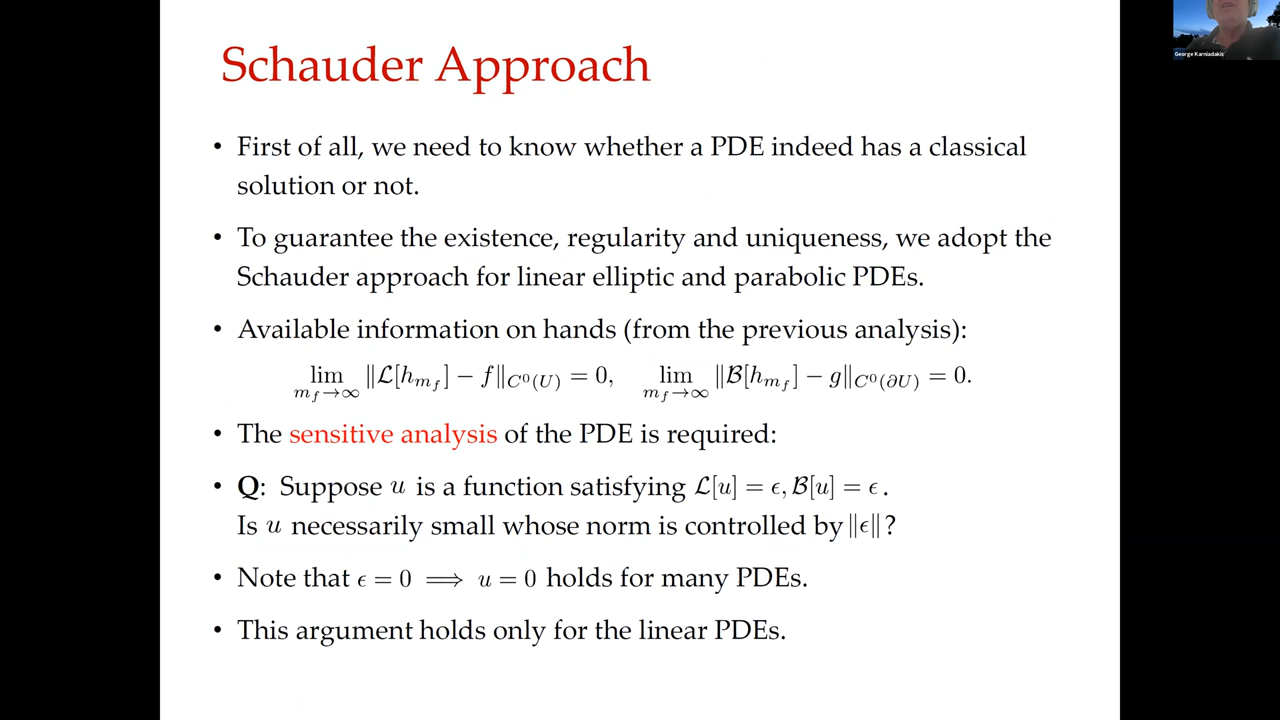 George Karniadakis
Schauder Approach
• First of all, we need to know whether a PDE indeed has a classical
solution or not.
• To guarantee the existence, regularity and uniqueness, we adopt the
Schauder approach for linear elliptic and parabolic PDEs.
• Available information on hands (from the previous analysis):
lim_{m_f→∞} ‖ℒ[h_{m_f}] − f‖_{C⁰(U)} = 0, lim_{m_f→∞} ‖ℬ[h_{m_f}] − g‖_{C⁰(∂U)} = 0.
• The sensitive analysis of the PDE is required:
• Q: Suppose u is a function satisfying ℒ[u] = ϵ, ℬ[u] = ϵ .
Is u necessarily small whose norm is controlled by ‖ϵ‖ ?
• Note that ϵ = 0 ⟹ u = 0 holds for many PDEs.
• This argument holds only for the linear PDEs.